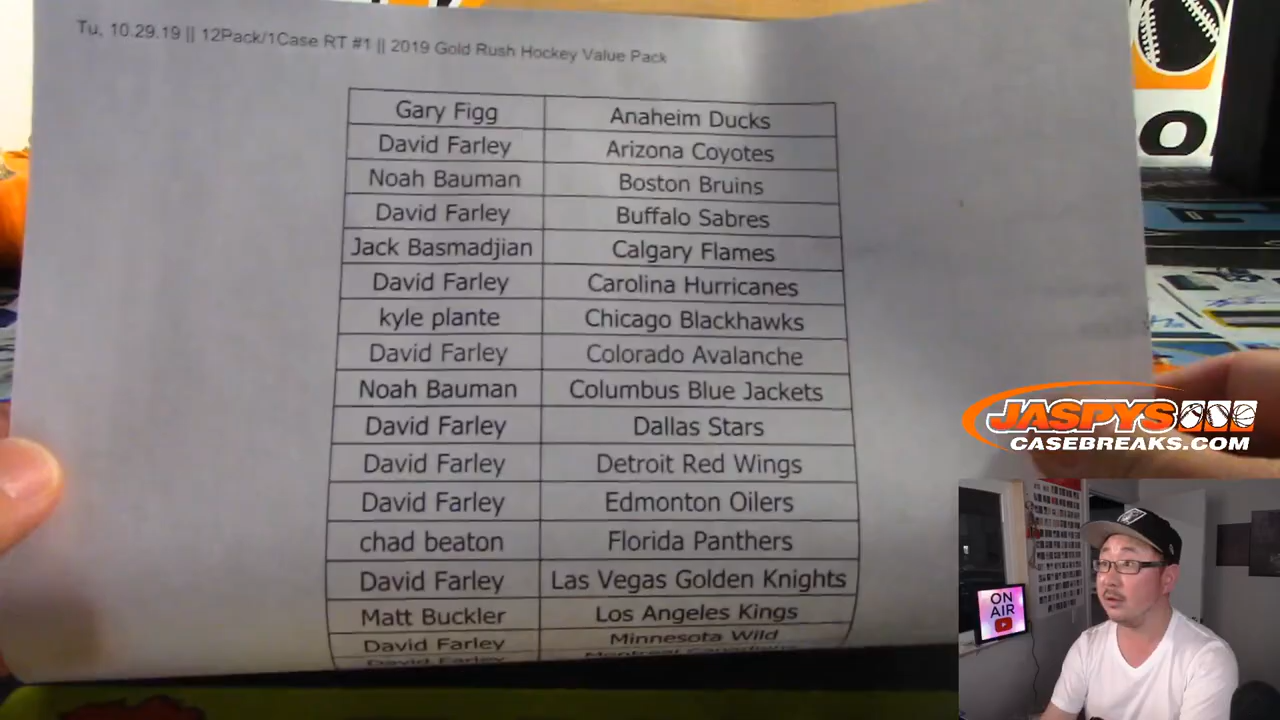 Tu, 10.29.19 || 12Pack/1Case RT #1 || 2019 Gold Rush Hockey Value Pack
Gary Figg Anaheim Ducks
David Farley Arizona Coyotes
Noah Bauman Boston Bruins
David Farley Buffalo Sabres
Jack Basmadjian Calgary Flames
David Farley Carolina Hurricanes
kyle plante Chicago Blackhawks
David Farley Colorado Avalanche
Noah Bauman Columbus Blue Jackets
David Farley Dallas Stars
David Farley Detroit Red Wings
David Farley Edmonton Oilers
chad beaton Florida Panthers
David Farley Las Vegas Golden Knights
Matt Buckler Los Angeles Kings
David Farley Minnesota Wild
David Farley Montreal Canadiens
JASPYS
CASEBREAKS.COM
ON
AIR